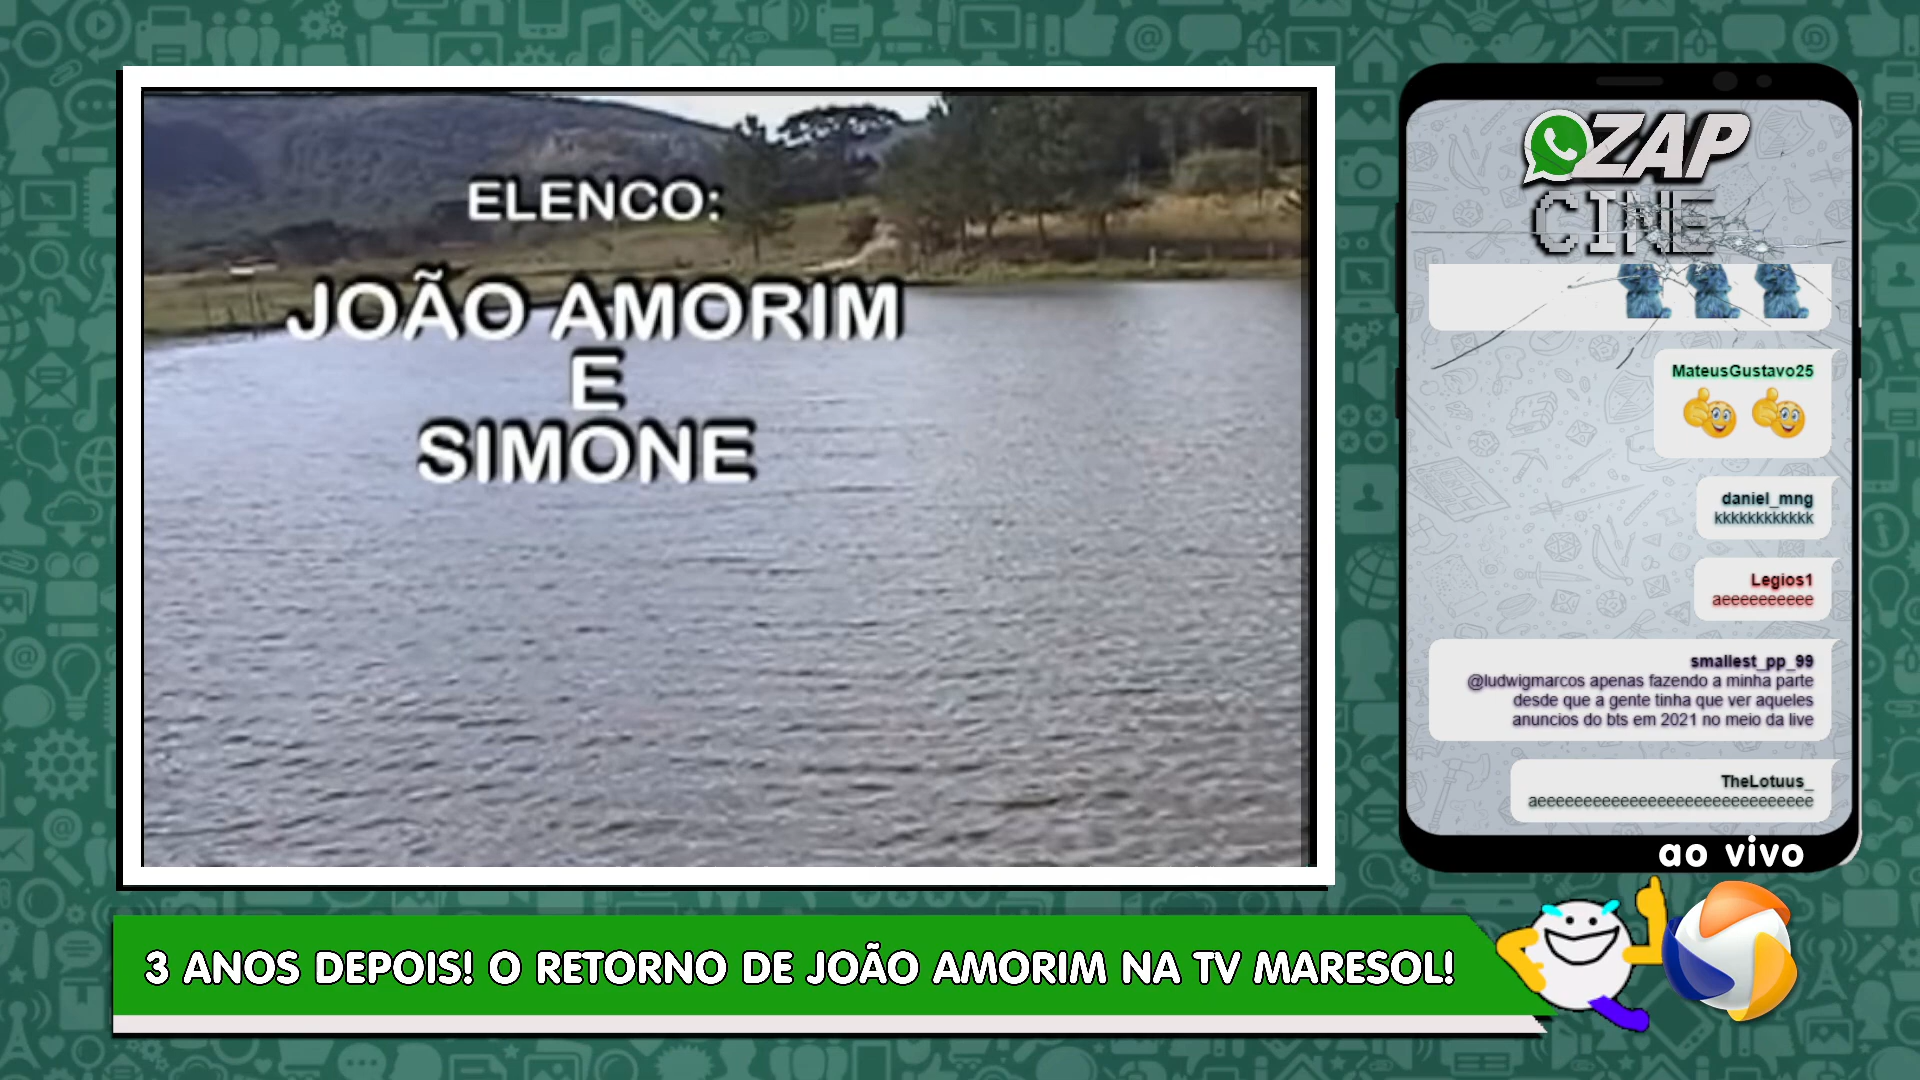 ELENCO:
JOÃO AMORIM
E
SIMONE
ZAP
CINE
MateusGustavo25
daniel_mng
kkkkkkkkkkkk
Legios1
aeeeeeeeeeee
smallest_pp_99
@ludwigmarcos apenas fazendo a minha parte
desde que a gente tinha que ver aqueles
anuncios do bts em 2021 no meio da live
TheLotuus_
aeeeeeeeeeeeeeeeeeeeeeeeeeeeeee
ao vivo
3 ANOS DEPOIS! O RETORNO DE JOÃO AMORIM NA TV MARESOL!